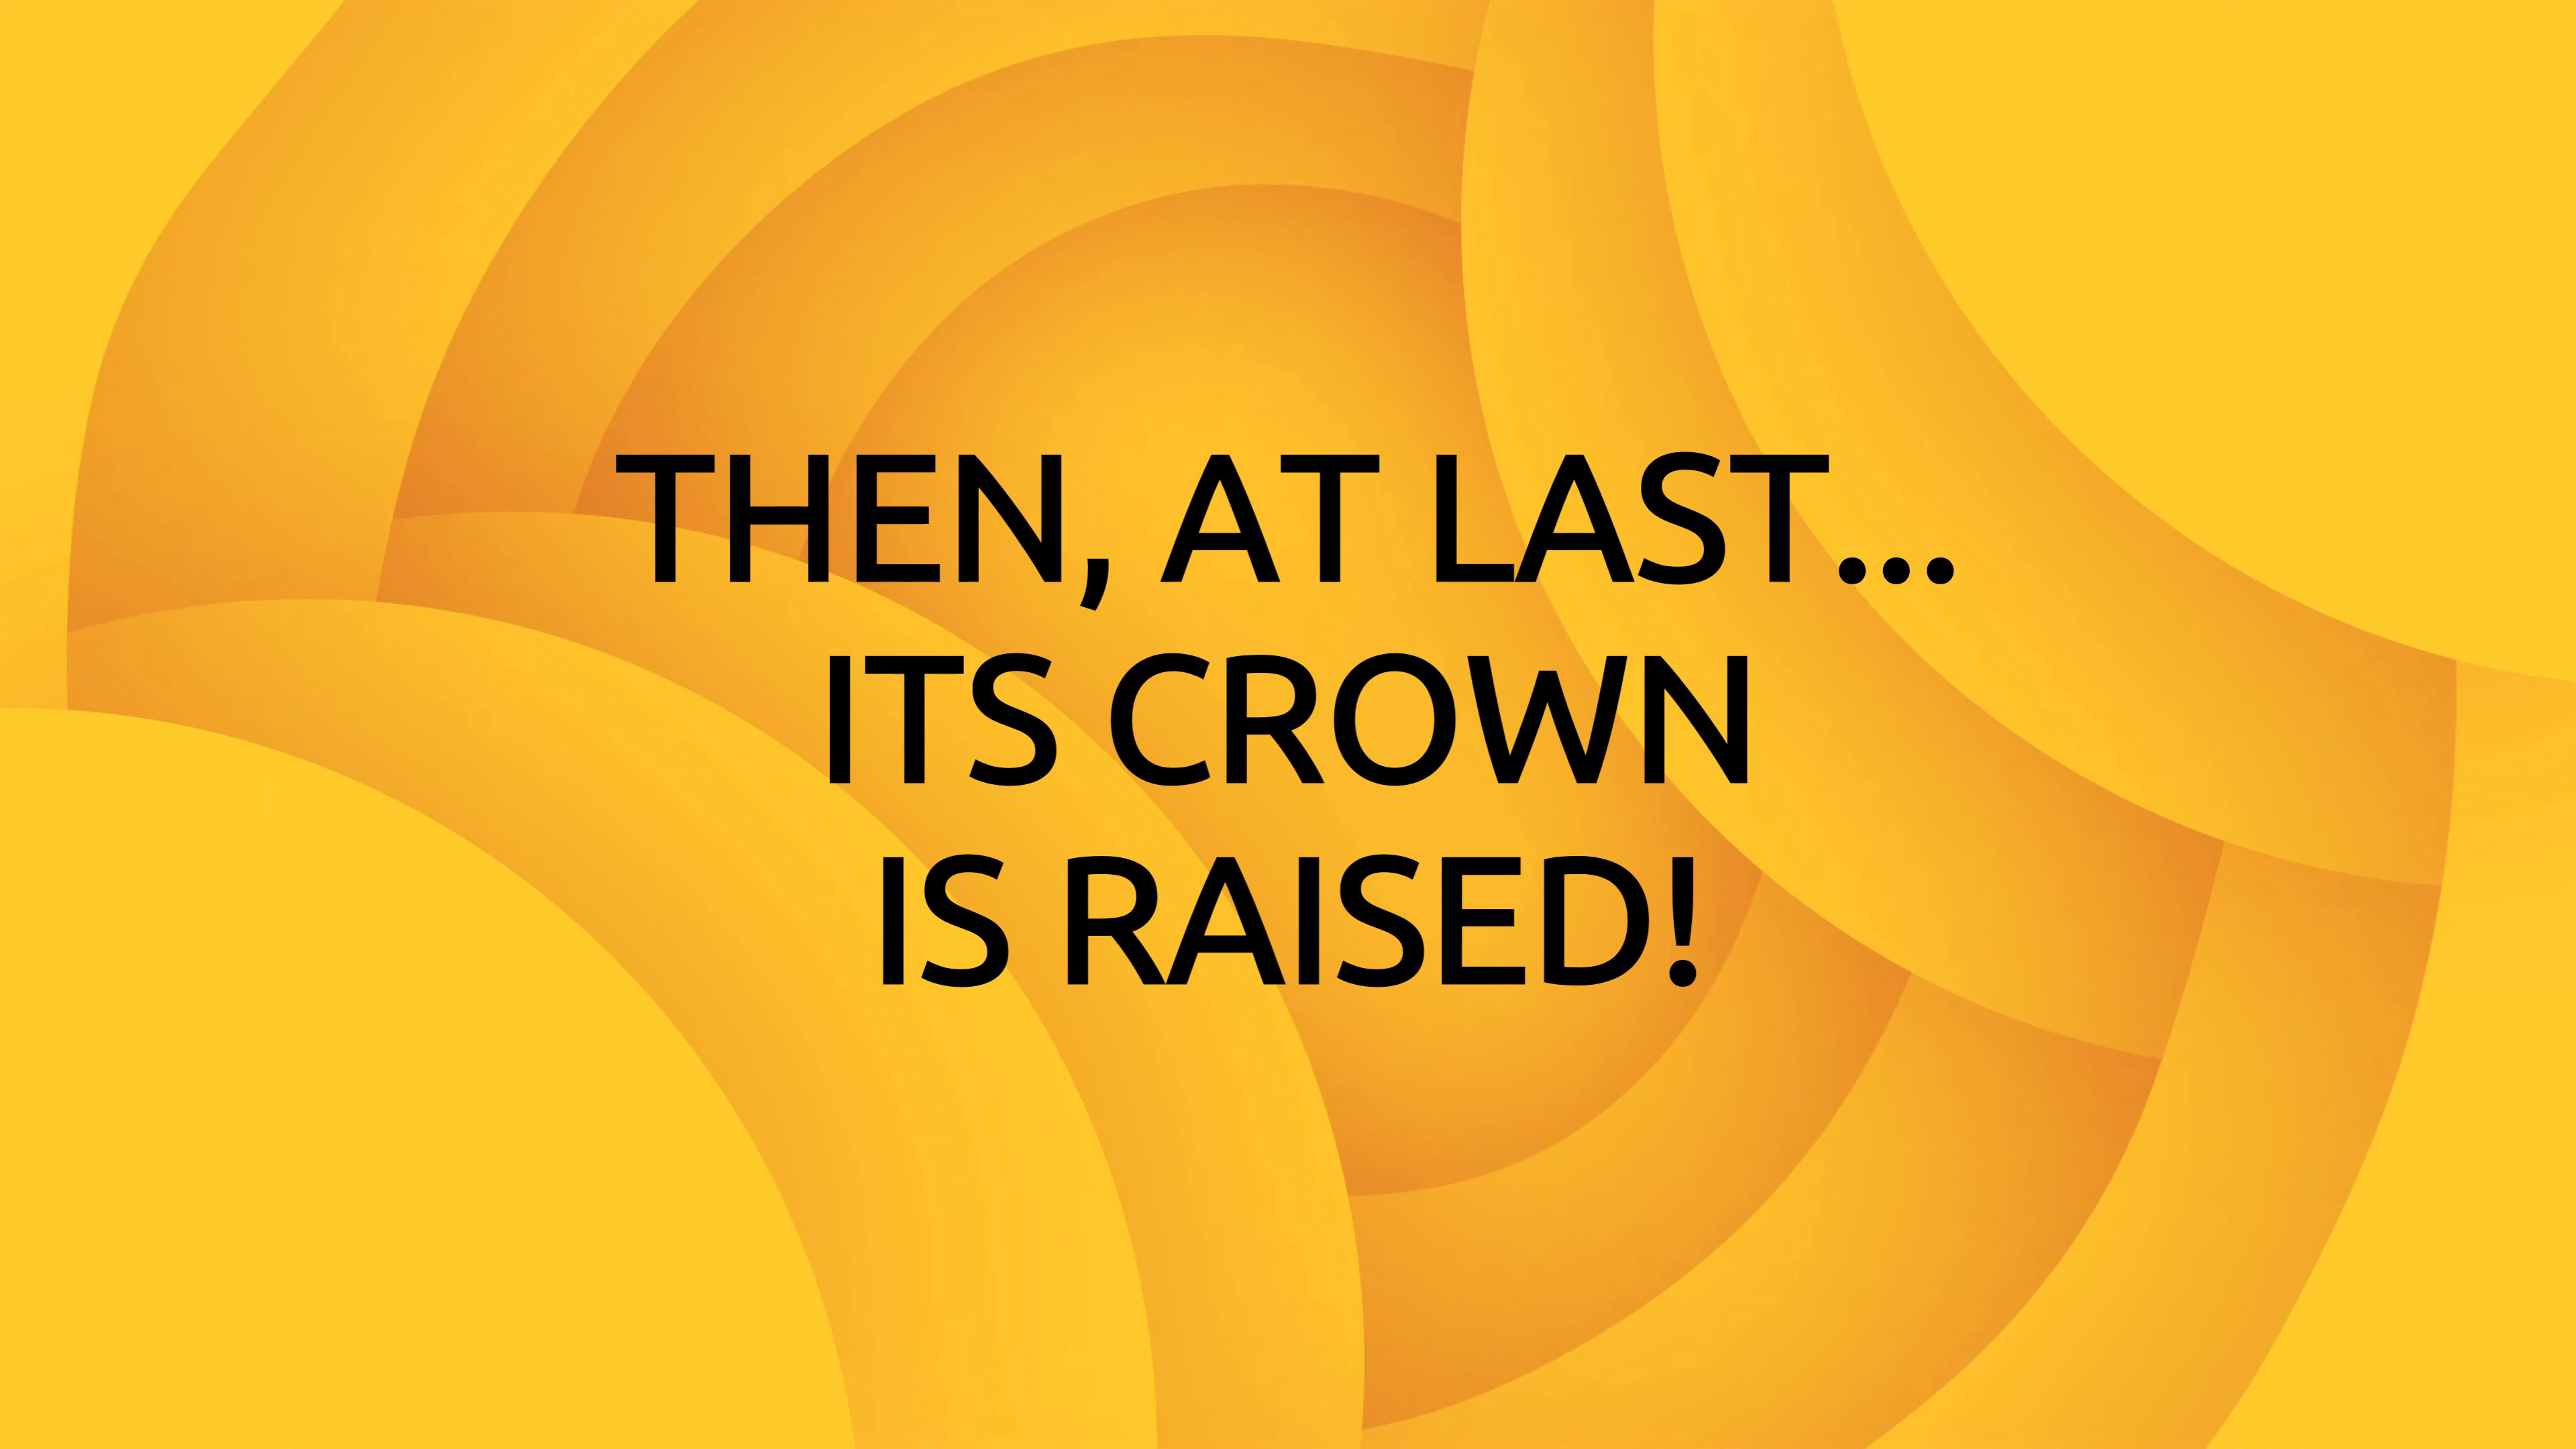 THEN, AT LAST...
ITS CROWN
IS RAISED!